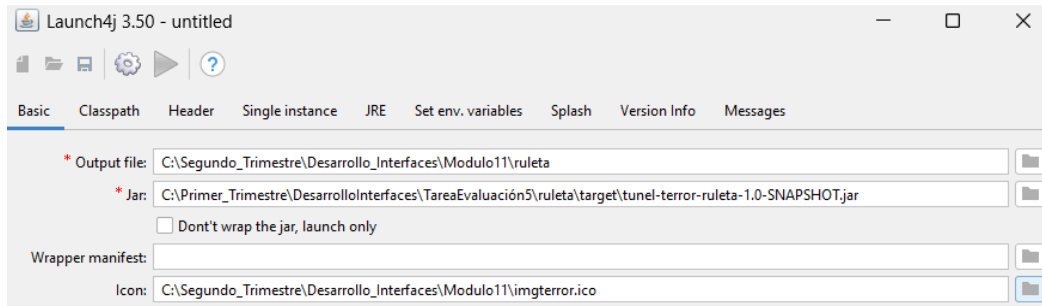 Launch4j 3.50 - untitled
?
Basic Classpath Header Single instance JRE Set env. variables Splash Version Info Messages
* Output file: C:\Segundo_Trimestre\Desarrollo_Interfaces\Modulo11\ruleta
* Jar: C:\Primer_Trimestre\DesarrolloInterfaces\TareaEvaluación5\ruleta\target\tunel-terror-ruleta-1.0-SNAPSHOT.jar
Dont't wrap the jar, launch only
Wrapper manifest:
Icon: C:\Segundo_Trimestre\Desarrollo_Interfaces\Modulo11\imgterror.ico